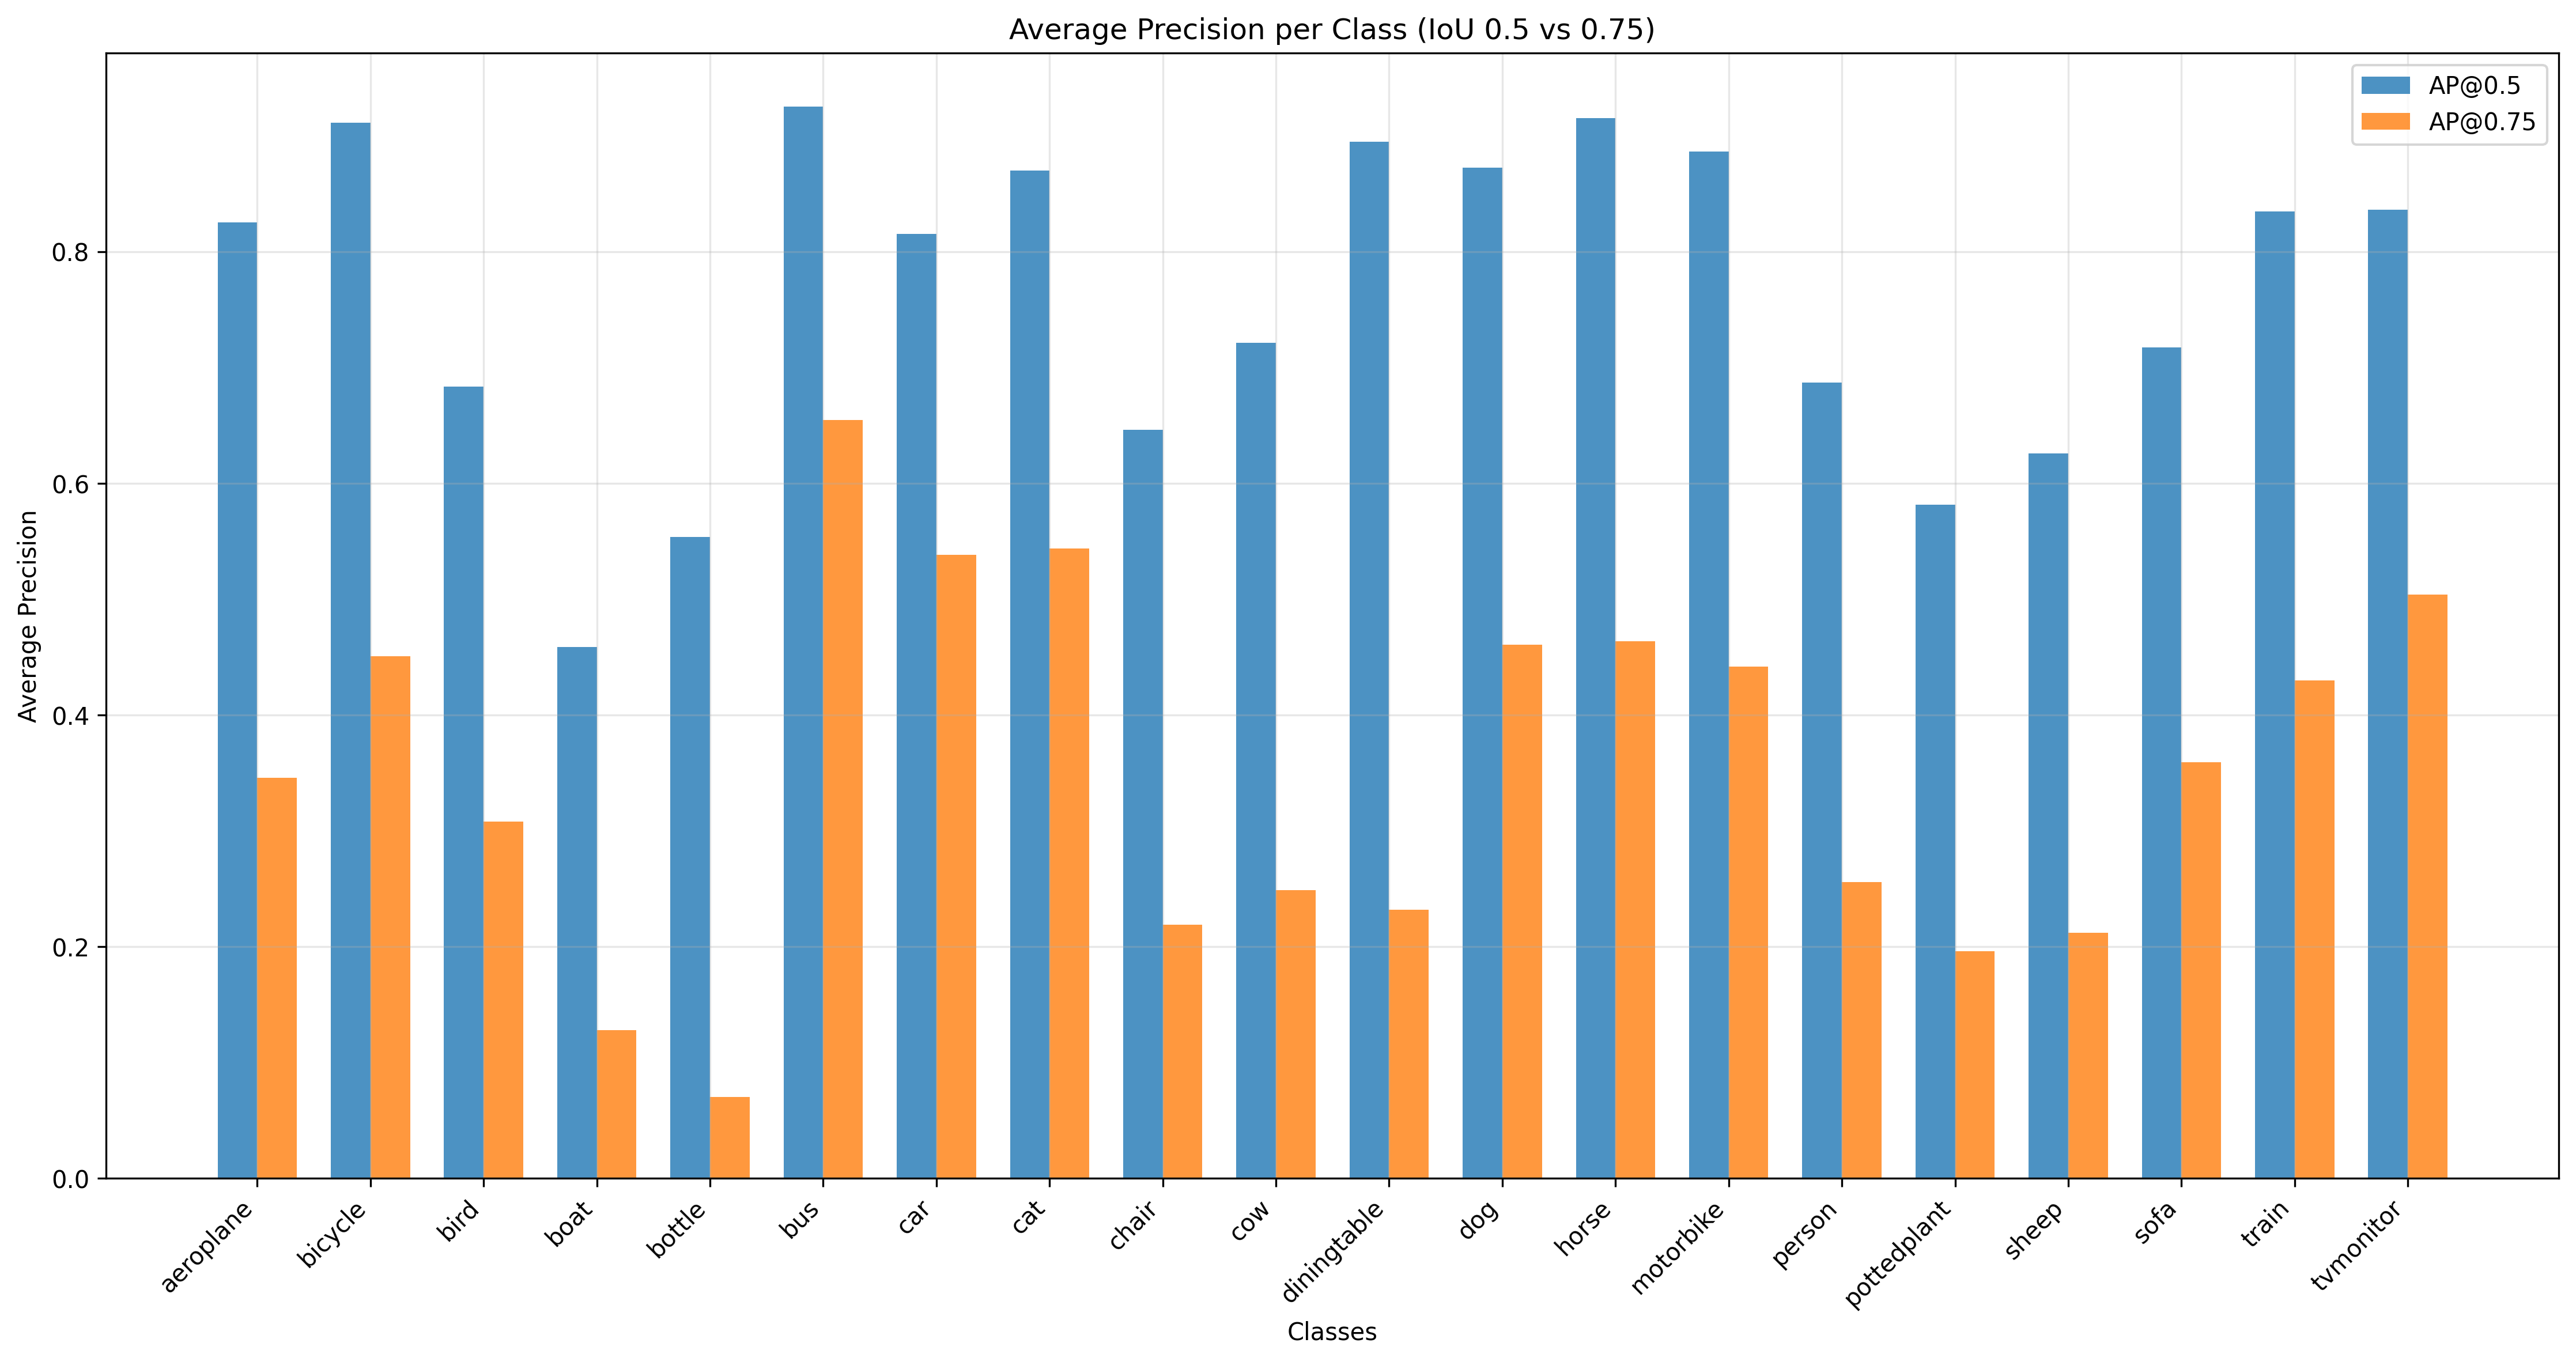 Average Precision per Class (IoU 0.5 vs 0.75)
AP@0.5
AP@0.75
Average Precision
0.8
0.6
0.4
0.2
0.0
aeroplane
bicycle
bird
boat
bottle
bus
car
cat
chair
cow
diningtable
dog
horse
motorbike
person
pottedplant
sheep
sofa
train
tvmonitor
Classes